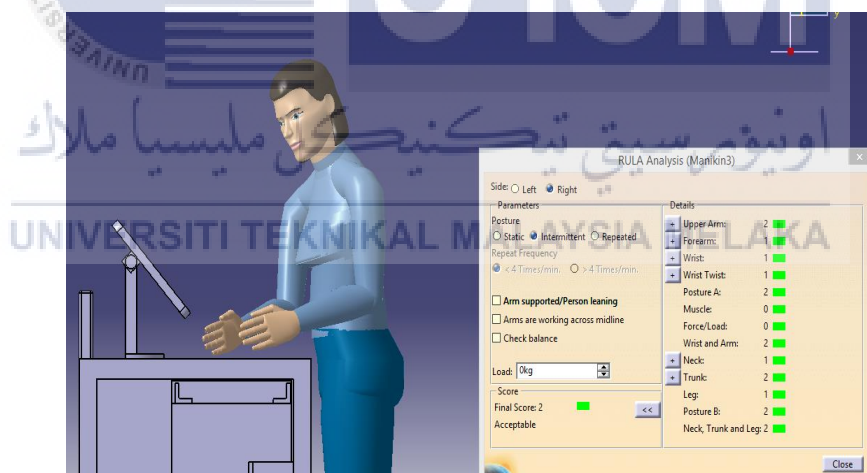 UTeM
y
UNIVERSITI
اونيۏرسيتي تيكنيكل مليسيا ملاك
UNIVERSITI TEKNIKAL MALAYSIA MELAKA
RULA Analysis (Manikin3)
Side: Left Right
Parameters
Posture
Static Intermittent Repeated
Repeat Frequency
< 4 Times/min. > 4 Times/min.
Arm supported/Person leaning
Arms are working across midline
Check balance
Load: 0kg
Score
Final Score: 2
<<
Acceptable
Details
+ Upper Arm: 2
+ Forearm: 1
+ Wrist: 1
+ Wrist Twist: 1
Posture A: 2
Muscle: 0
Force/Load: 0
Wrist and Arm: 2
+ Neck: 1
+ Trunk: 2
Leg: 1
Posture B: 2
Neck, Trunk and Leg: 2
Close